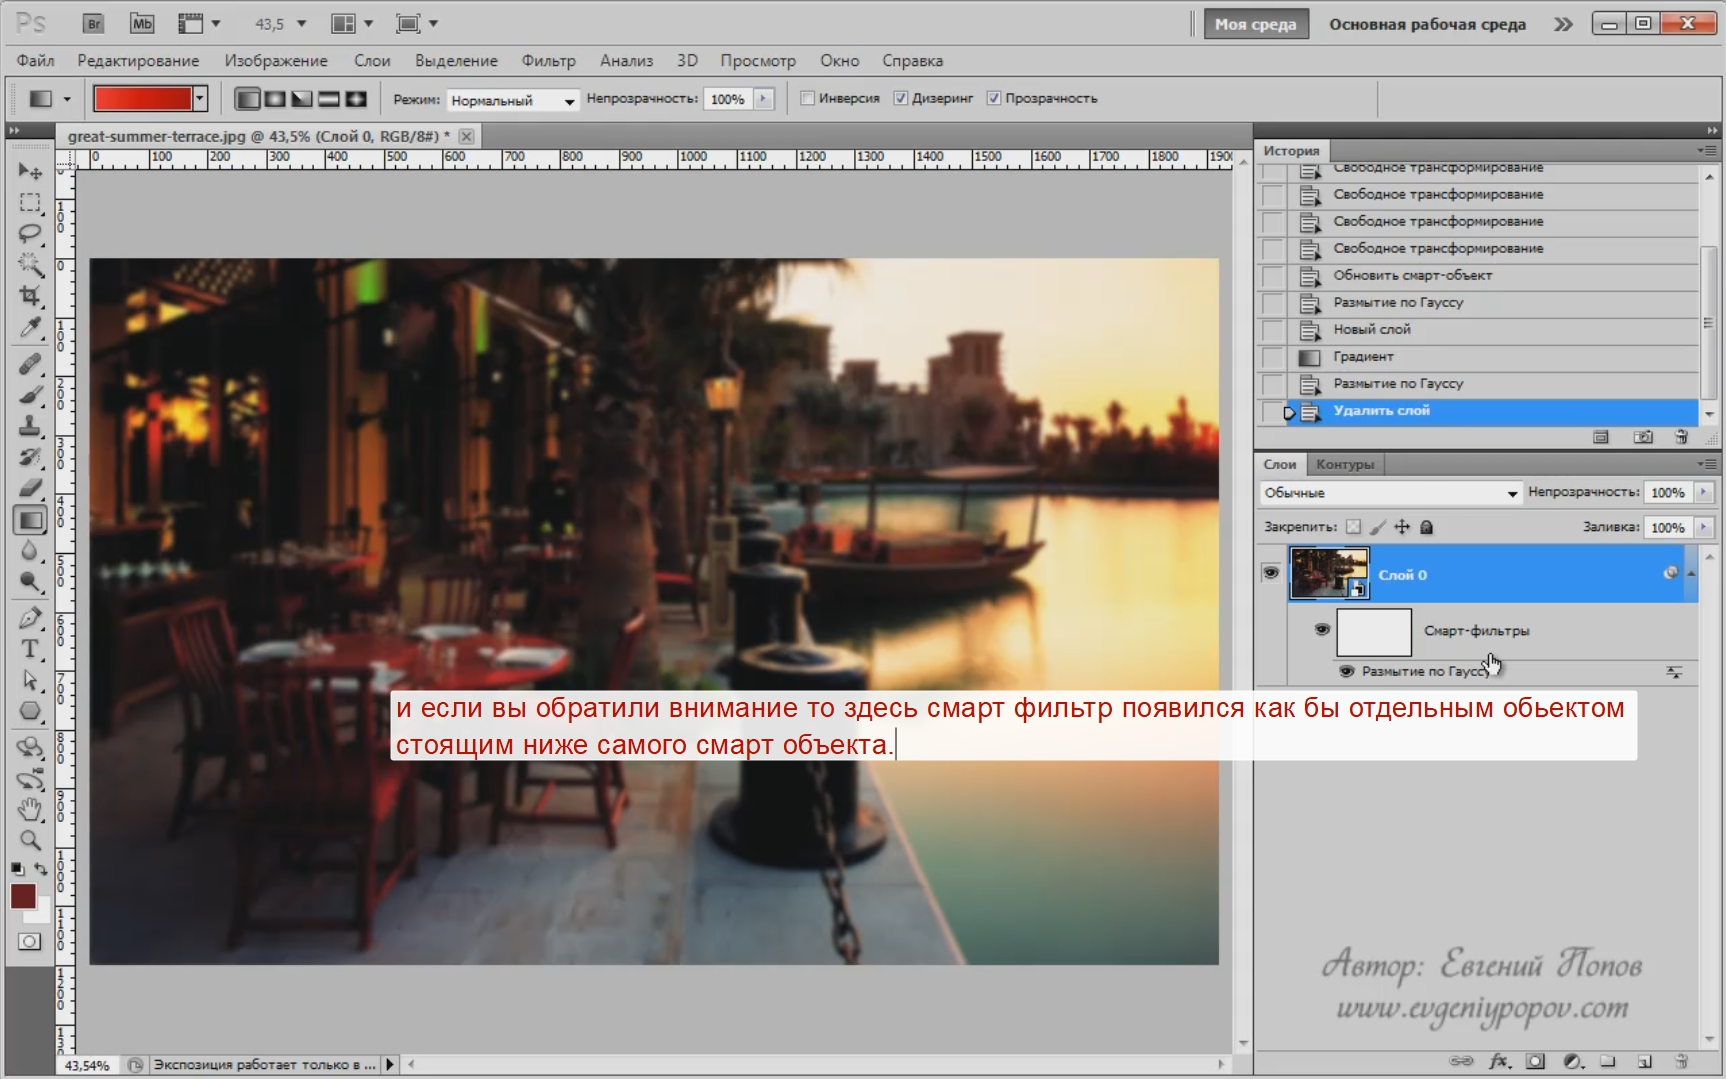 Ps
Br
Mb
43,5
Моя среда
Основная рабочая среда
Файл Редактирование Изображение Слои Выделение Фильтр Анализ 3D Просмотр Окно Справка
Режим: Нормальный Непрозрачность: 100% Инверсия Дизеринг Прозрачность
great-summer-terrace.jpg @ 43,5% (Слой 0, RGB/8#) *
0 100 200 300 400 500 600 700 800 900 1000 1100 1200 1300 1400 1500 1600 1700 1800 1900
История
Свободное трансформирование
Свободное трансформирование
Свободное трансформирование
Свободное трансформирование
Обновить смарт-объект
Размытие по Гауссу
Новый слой
Градиент
Размытие по Гауссу
Удалить слой
Слои Контуры
Обычные Непрозрачность: 100%
Закрепить: Заливка: 100%
Слой 0
Смарт-фильтры
Размытие по Гауссу
и если вы обратили внимание то здесь смарт фильтр появился как бы отдельным обьектом
стоящим ниже самого смарт объекта.
Автор: Евгений Попов
www.evgeniypopov.com
43,54% Экспозиция работает только в ...